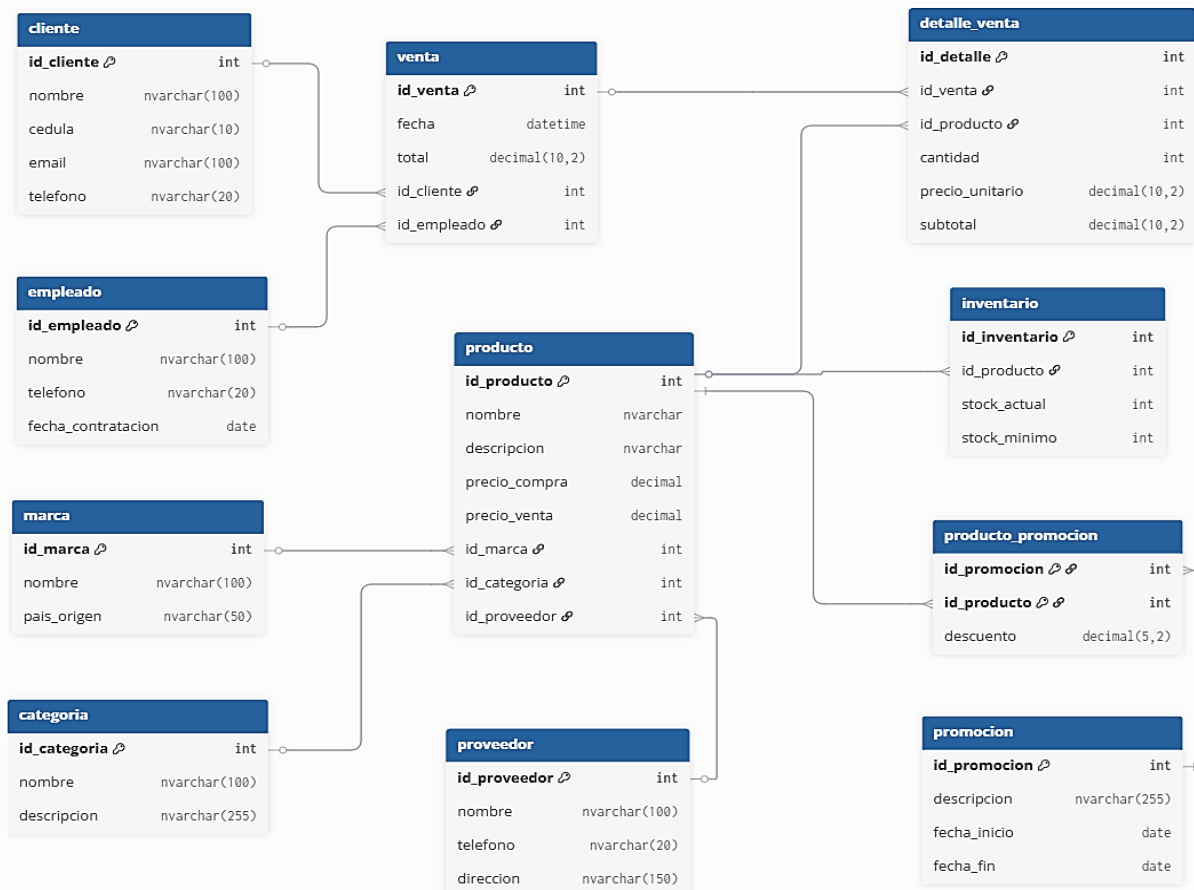 cliente
id_cliente int
nombre nvarchar(100)
cedula nvarchar(10)
email nvarchar(100)
telefono nvarchar(20)
venta
id_venta int
fecha datetime
total decimal(10,2)
id_cliente int
id_empleado int
detalle_venta
id_detalle int
id_venta int
id_producto int
cantidad int
precio_unitario decimal(10,2)
subtotal decimal(10,2)
empleado
id_empleado int
nombre nvarchar(100)
telefono nvarchar(20)
fecha_contratacion date
producto
id_producto int
nombre nvarchar
descripcion nvarchar
precio_compra decimal
precio_venta decimal
id_marca int
id_categoria int
id_proveedor int
inventario
id_inventario int
id_producto int
stock_actual int
stock_minimo int
marca
id_marca int
nombre nvarchar(100)
pais_origen nvarchar(50)
producto_promocion
id_promocion int
id_producto int
descuento decimal(5,2)
categoria
id_categoria int
nombre nvarchar(100)
descripcion nvarchar(255)
proveedor
id_proveedor int
nombre nvarchar(100)
telefono nvarchar(20)
direccion nvarchar(150)
promocion
id_promocion int
descripcion nvarchar(255)
fecha_inicio date
fecha_fin date